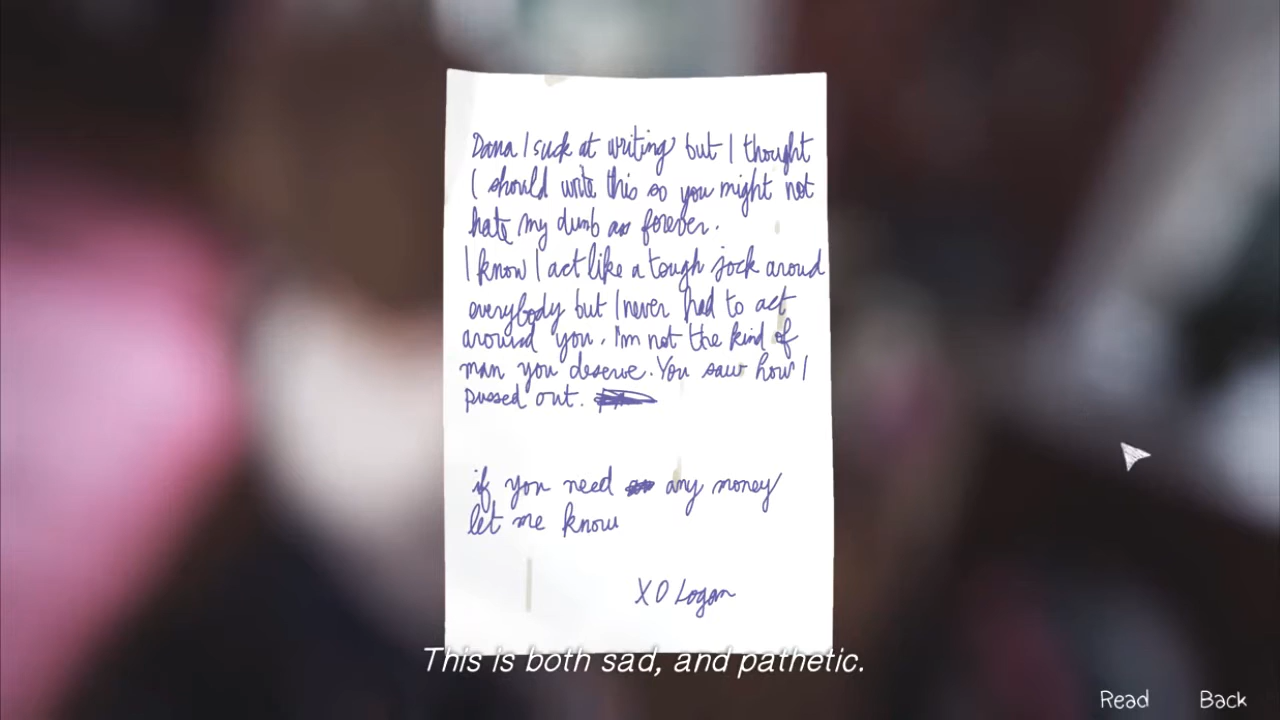 Dana I suck at writing but I thought
I should write this so you might not
hate my dumb ass forever.
I know I act like a tough jock aroud
everybody but I never had to act
around you. I'm not the kind of
man you deserve. You saw how I
pussed out.
if you need any money
let me know
XO Logan
This is both sad, and pathetic.
Read Back